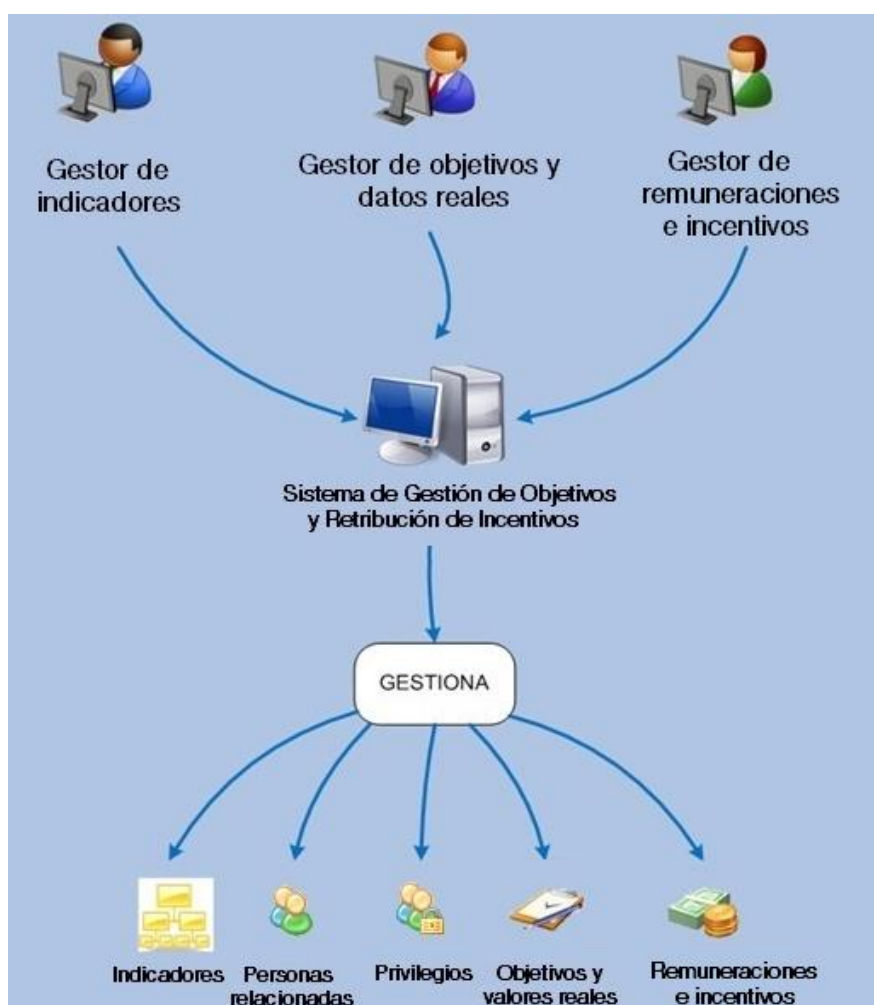 Gestor de
indicadores
Gestor de objetivos y
datos reales
Gestor de
remuneraciones
e incentivos
Sistema de Gestión de Objetivos
y Retribución de Incentivos
GESTIONA
Indicadores
Personas
relacionadas
Privilegios
Objetivos y
valores reales
Remuneraciones
e incentivos